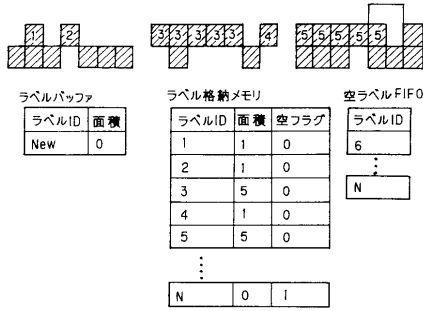 1 2 3 3 3 3 3 4 5 5 5 5 5
ラベルバッファ
ラベルID 面積
New 0
ラベル格納メモリ
ラベルID 面積 空フラグ
1 1 0
2 1 0
3 5 0
4 1 0
5 5 0
N 0 1
空ラベルFIFO
ラベルID
6
N